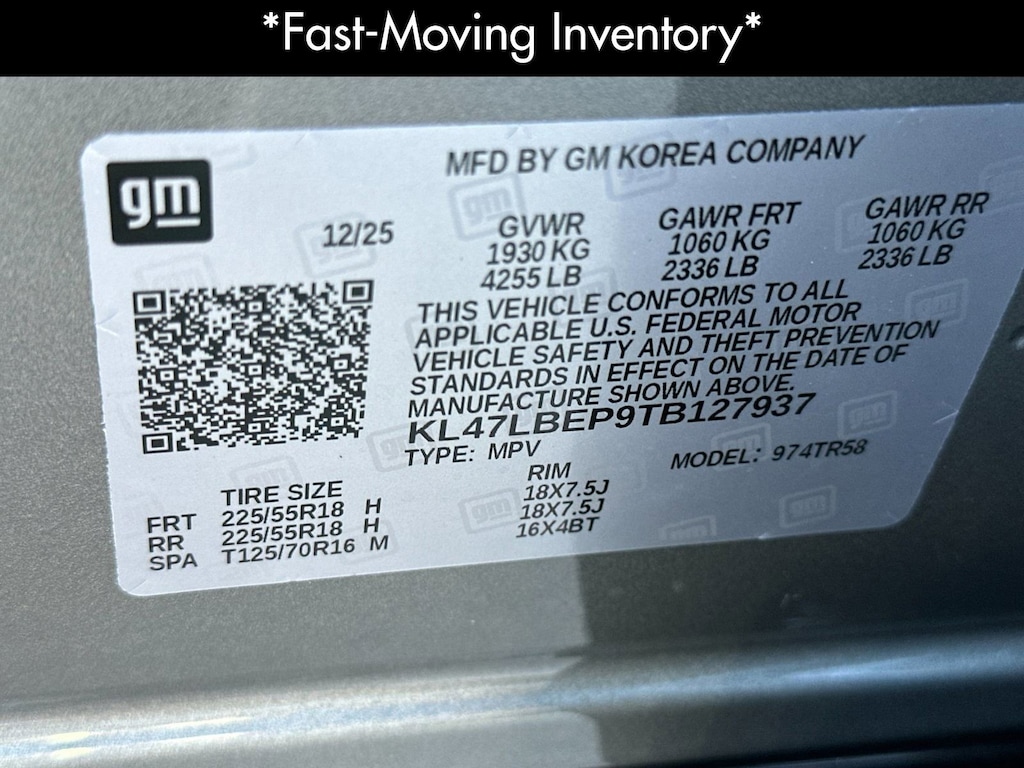 *Fast-Moving Inventory*
gm
MFD BY GM KOREA COMPANY
12/25
GVWR GAWR FRT GAWR RR
1930 KG 1060 KG 1060 KG
4255 LB 2336 LB 2336 LB
THIS VEHICLE CONFORMS TO ALL
APPLICABLE U.S. FEDERAL MOTOR
VEHICLE SAFETY AND THEFT PREVENTION
STANDARDS IN EFFECT ON THE DATE OF
MANUFACTURE SHOWN ABOVE.
KL47LBEP9TB127937
TYPE: MPV MODEL: 974TR58
TIRE SIZE RIM
FRT 225/55R18 H 18X7.5J
RR 225/55R18 H 18X7.5J
SPA T125/70R16 M 16X4BT